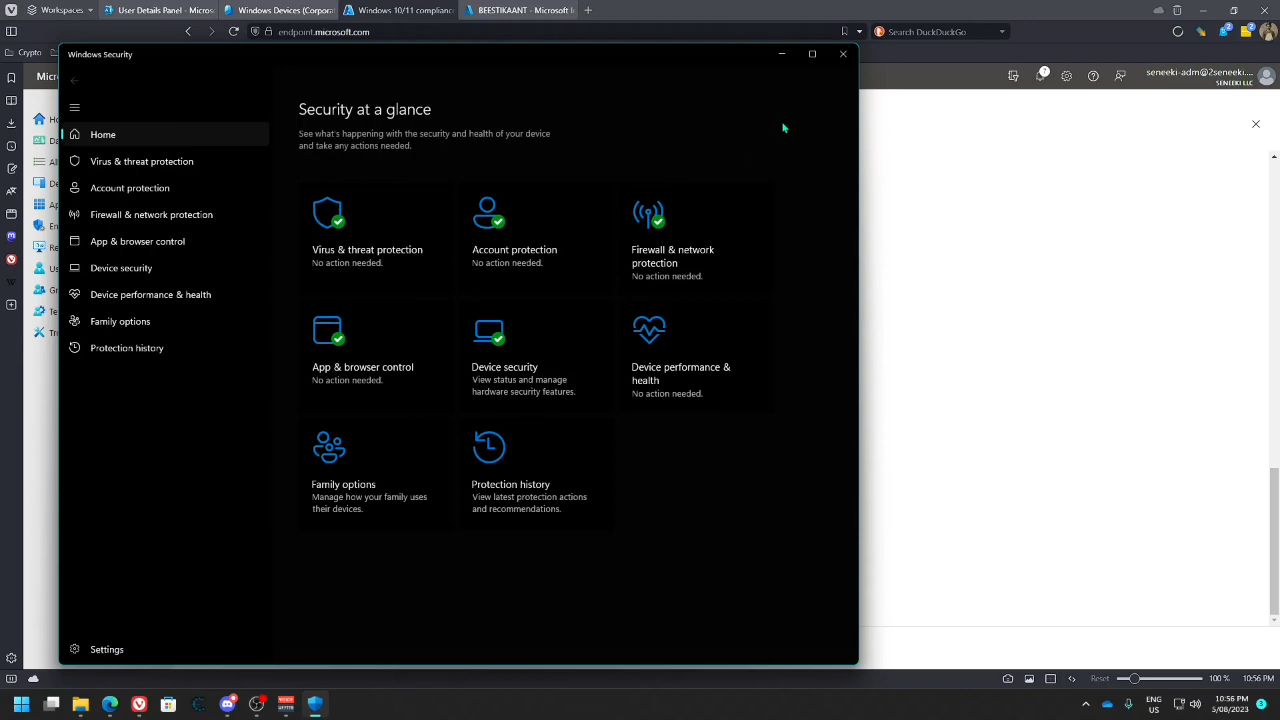 Workspaces
User Details Panel - Micros
Windows Devices (Compl
Windows 10/11 complianc
BEESTIKANT - Microsoft I
endpoint.microsoft.com
Search DuckDuckGo
Crypto
Windows Security
Micr
seneeki-adm@seneeki...
SENEEKI LLC
Home
Virus & threat protection
Account protection
Firewall & network protection
App & browser control
Device security
Device performance & health
Family options
Protection history
Settings
Security at a glance
See what's happening with the security and health of your device
and take any actions needed.
Virus & threat protection
No action needed.
Account protection
No action needed.
Firewall & network
protection
No action needed.
App & browser control
No action needed.
Device security
View status and manage
hardware security features.
Device performance &
health
No action needed.
Family options
Manage how your family uses
their devices.
Protection history
View latest protection actions
and recommendations.
Reset
100 %
10:56 PM
ENG
US
10:56 PM
5/08/2023